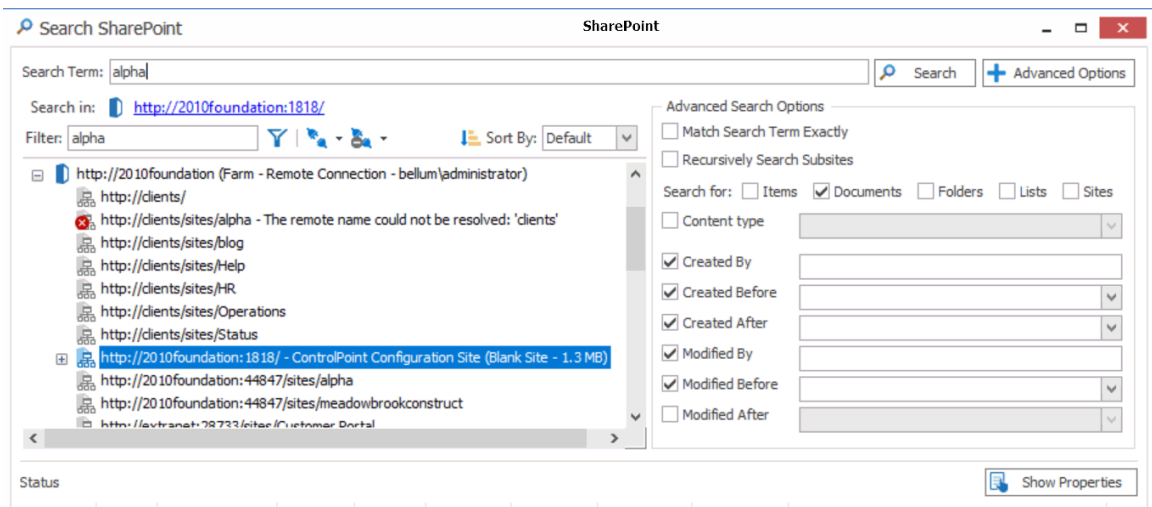 Search SharePoint
SharePoint
Search Term: alpha
Search
Advanced Options
Search in: http://2010foundation:1818/
Filter: alpha
Sort By: Default
http://2010foundation (Farm - Remote Connection - bellum\administrator)
http://clients/
http://clients/sites/alpha - The remote name could not be resolved: 'clients'
http://clients/sites/blog
http://clients/sites/Help
http://clients/sites/HR
http://clients/sites/Operations
http://clients/sites/Status
http://2010foundation:1818/ - ControlPoint Configuration Site (Blank Site - 1.3 MB)
http://2010foundation:44847/sites/alpha
http://2010foundation:44847/sites/meadowbrookconstruct
http://extranet:28733/sites/Customer Portal
Advanced Search Options
Match Search Term Exactly
Recursively Search Subsites
Search for: Items Documents Folders Lists Sites
Content type
Created By
Created Before
Created After
Modified By
Modified Before
Modified After
Status
Show Properties